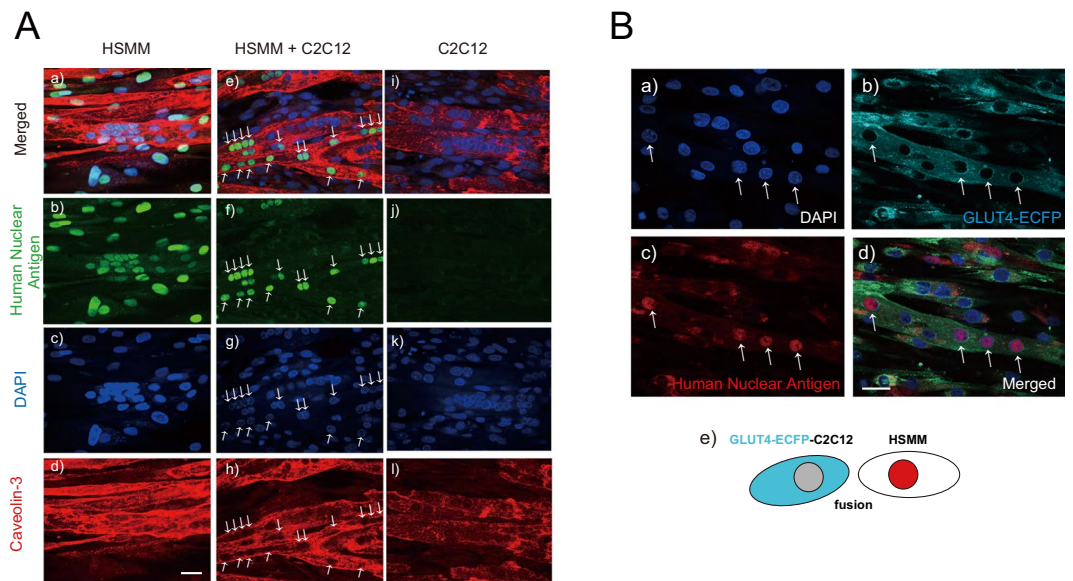 A
HSMM
HSMM + C2C12
C2C12
Merged
a)
e)
i)
Human Nuclear
Antigen
b)
f)
j)
DAPI
c)
g)
k)
Caveolin-3
d)
h)
l)
B
a)
DAPI
b)
GLUT4-ECFP
c)
Human Nuclear Antigen
d)
Merged
e)
GLUT4-ECFP-C2C12
HSMM
fusion